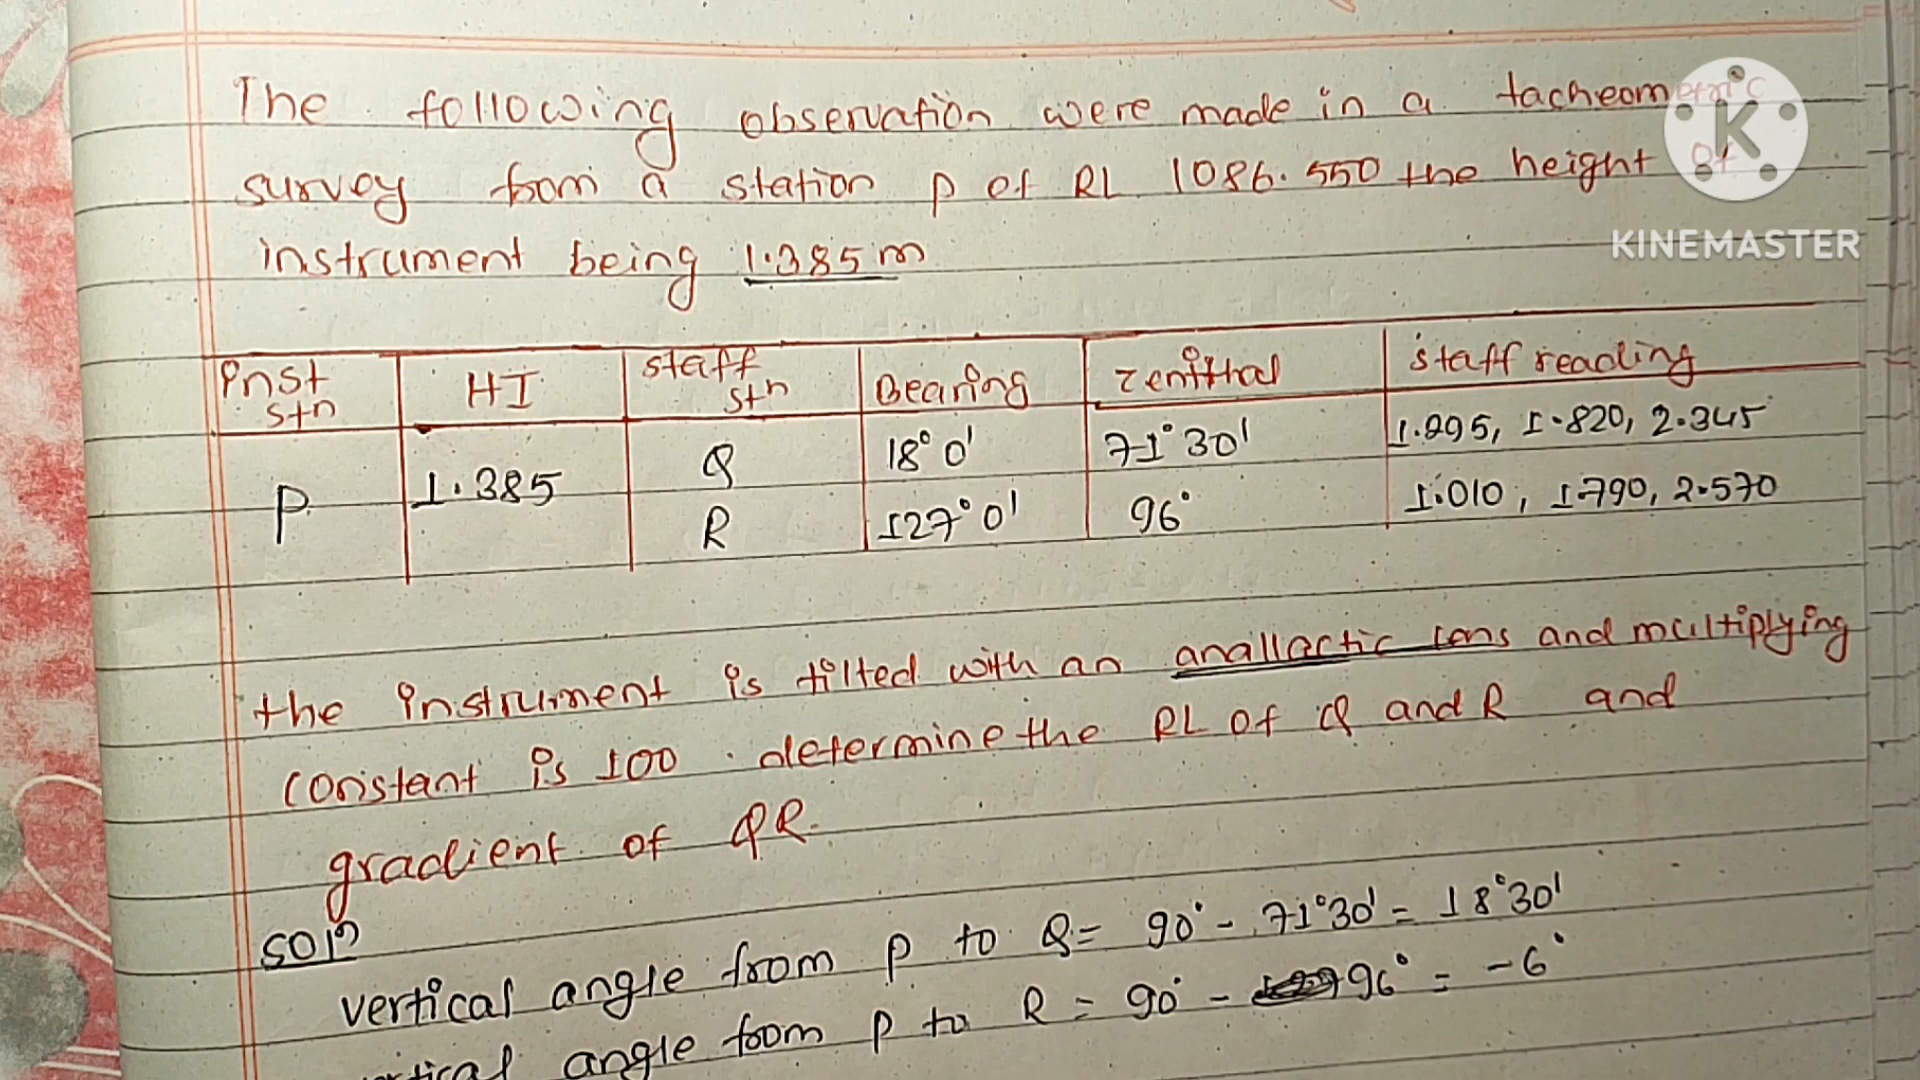 The following observation were made in a tacheometric
survey from a station P of RL 1086.550 the height of
instrument being 1.385m
KINEMASTER
Inst stn HI staff stn Bearing zenithal staff reading
P 1.385 Q 18°0' 71°30' 1.295, 1.820, 2.345
R 127°0' 96° 1.010, 1.790, 2.570
the instrument is tilted with an anallactic lens and multiplying
constant is 100. determine the RL of Q and R and
gradient of QR.
Soln
vertical angle from P to Q = 90° - 71°30' = 18°30'
vertical angle from P to R = 90° - 96° = -6°